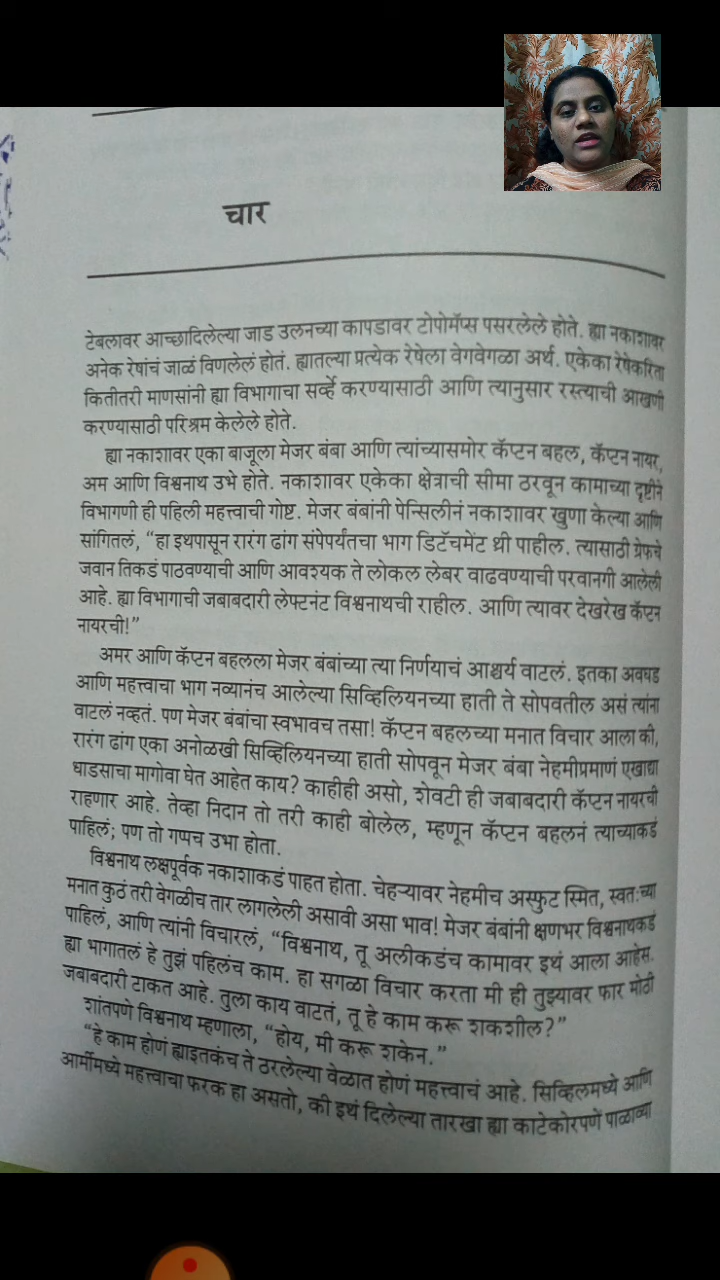 चार
टेबलावर आच्छादिलेल्या जाड उलनच्या कापडावर टोपोमॅप्स पसरलेले होते. ह्या नकाशावर
अनेक रेषांचं जाळं विणलेलं होतं. ह्यातल्या प्रत्येक रेषेला वेगवेगळा अर्थ. एकेका रेषेकरिता
कितीतरी माणसांनी ह्या विभागाचा सर्व्हे करण्यासाठी आणि त्यानुसार रस्त्याची आखणी
करण्यासाठी परिश्रम केलेले होते.
ह्या नकाशावर एका बाजूला मेजर बंबा आणि त्यांच्यासमोर कॅप्टन बहल, कॅप्टन नायर,
अम आणि विश्वनाथ उभे होते. नकाशावर एकेका क्षेत्राची सीमा ठरवून कामाच्या दृष्टीने
विभागणी ही पहिली महत्त्वाची गोष्ट. मेजर बंबांनी पेन्सिलीनं नकाशावर खुणा केल्या आणि
सांगितलं, “हा इथपासून रारंग ढांग संपेपर्यंतचा भाग डिटॅचमेंट थ्री पाहील. त्यासाठी ग्रेफचे
जवान तिकडं पाठवण्याची आणि आवश्यक ते लोकल लेबर वाढवण्याची परवानगी आलेली
आहे. ह्या विभागाची जबाबदारी लेफ्टनंट विश्वनाथची राहील. आणि त्यावर देखरेख कॅप्टन
नायरची!”
अमर आणि कॅप्टन बहलला मेजर बंबांच्या त्या निर्णयाचं आश्चर्य वाटलं. इतका अवघड
आणि महत्त्वाचा भाग नव्यानंच आलेल्या सिव्हिलियनच्या हाती ते सोपवतील असं त्यांना
वाटलं नव्हतं. पण मेजर बंबांचा स्वभावच तसा! कॅप्टन बहलच्या मनात विचार आला की,
रारंग ढांग एका अनोळखी सिव्हिलियनच्या हाती सोपवून मेजर बंबा नेहमीप्रमाणं एखाद्या
धाडसाचा मागोवा घेत आहेत काय? काहीही असो, शेवटी ही जबाबदारी कॅप्टन नायरची
राहणार आहे. तेव्हा निदान तो तरी काही बोलेल, म्हणून कॅप्टन बहलनं त्याच्याकडं
पाहिलं; पण तो गप्पच उभा होता.
विश्वनाथ लक्षपूर्वक नकाशाकडं पाहत होता. चेहऱ्यावर नेहमीच अस्फुट स्मित, स्वतःच्या
मनात कुठं तरी वेगळीच तार लागलेली असावी असा भाव! मेजर बंबांनी क्षणभर विश्वनाथकडं
पाहिलं, आणि त्यांनी विचारलं, “विश्वनाथ, तू अलीकडंच कामावर इथं आला आहेस.
ह्या भागातलं हे तुझं पहिलंच काम. हा सगळा विचार करता मी ही तुझ्यावर फार मोठी
जबाबदारी टाकत आहे. तुला काय वाटतं, तू हे काम करू शकशील?”
शांतपणे विश्वनाथ म्हणाला, “होय, मी करू शकेन.”
“हे काम होणं ह्याइतकंच ते ठरलेल्या वेळात होणं महत्त्वाचं आहे. सिव्हिलमध्ये आणि
आर्मीमध्ये महत्त्वाचा फरक हा असतो, की इथं दिलेल्या तारखा ह्या काटेकोरपणे पाळाव्या